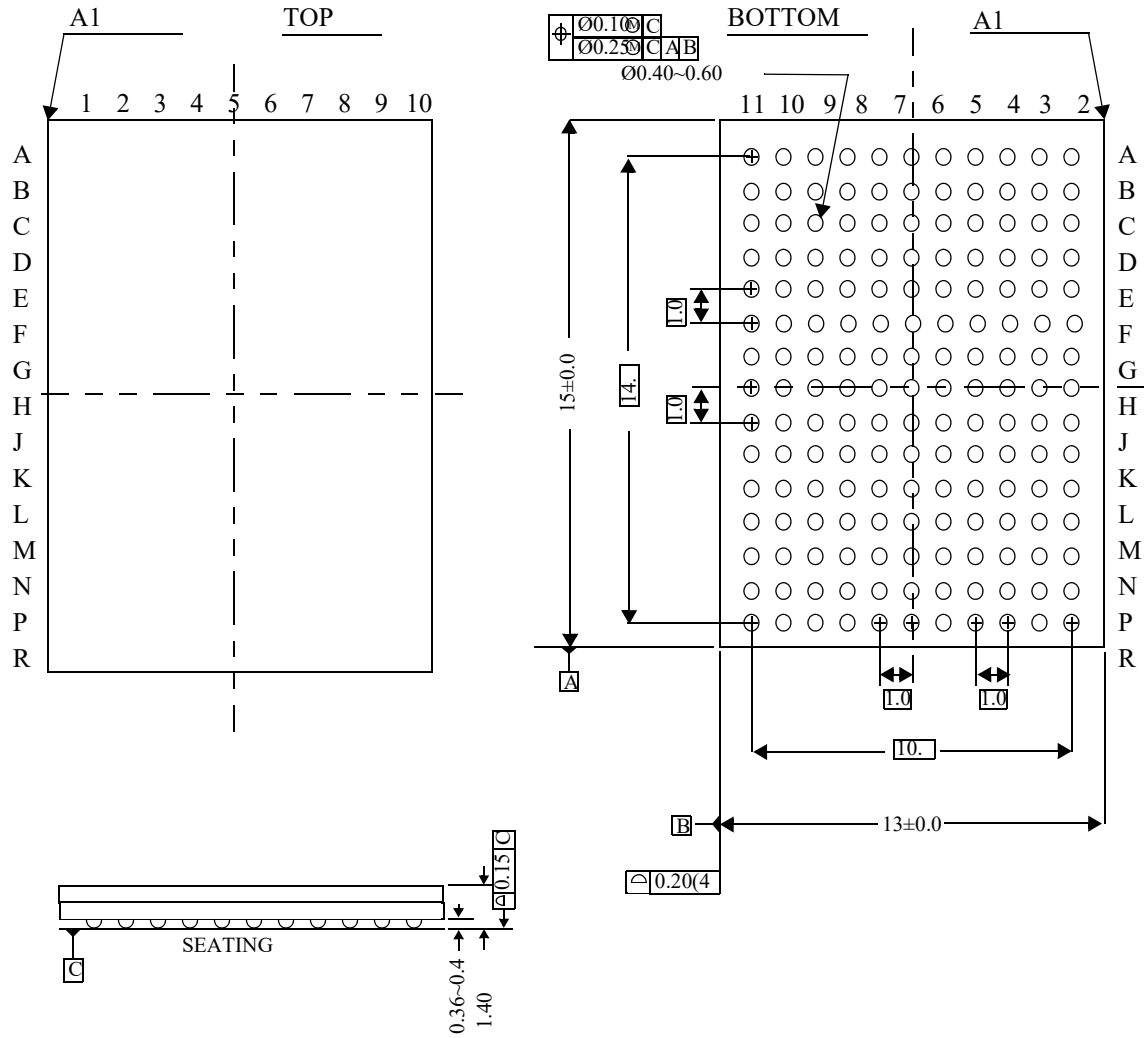 A1 TOP
1 2 3 4 5 6 7 8 9 10
A
B
C
D
E
F
G
H
J
K
L
M
N
P
R
Ø0.10Ⓜ C
Ø0.25Ⓜ C A B
Ø0.40~0.60
BOTTOM A1
11 10 9 8 7 6 5 4 3 2
A
B
C
D
E
F
G
H
J
K
L
M
N
P
R
15±0.0
14.
1.0
1.0
A
1.0 1.0
10.
B 13±0.0
0.20(4
0.15 C
SEATING
C
0.36~0.4
1.40